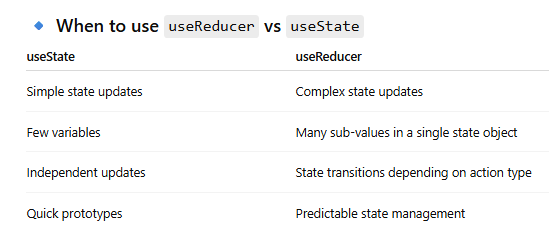 When to use useReducer vs useState
useState useReducer
Simple state updates Complex state updates
Few variables Many sub-values in a single state object
Independent updates State transitions depending on action type
Quick prototypes Predictable state management